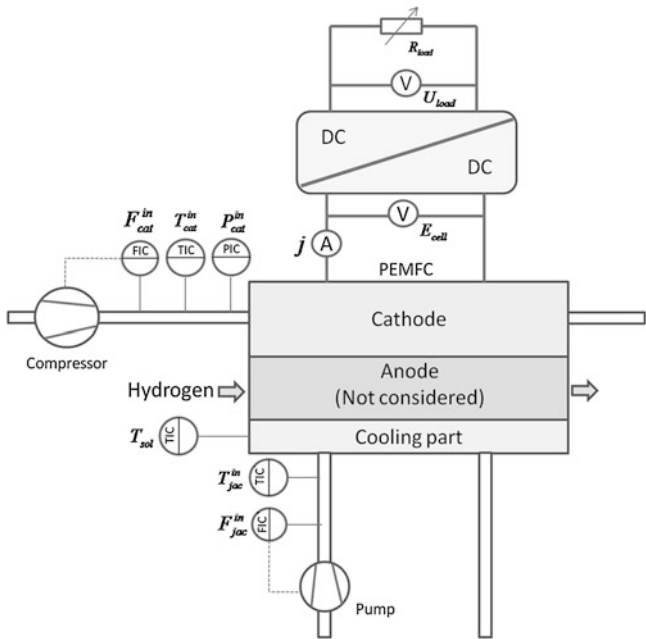 R_load
V
U_load
DC
DC
F_cat^in T_cat^in P_cat^in
V
E_cell
FIC TIC PIC
j A
PEMFC
Cathode
Compressor
Anode
Hydrogen
(Not considered)
T_sol TIC
Cooling part
T_jac^in TIC
F_jac^in FIC
Pump